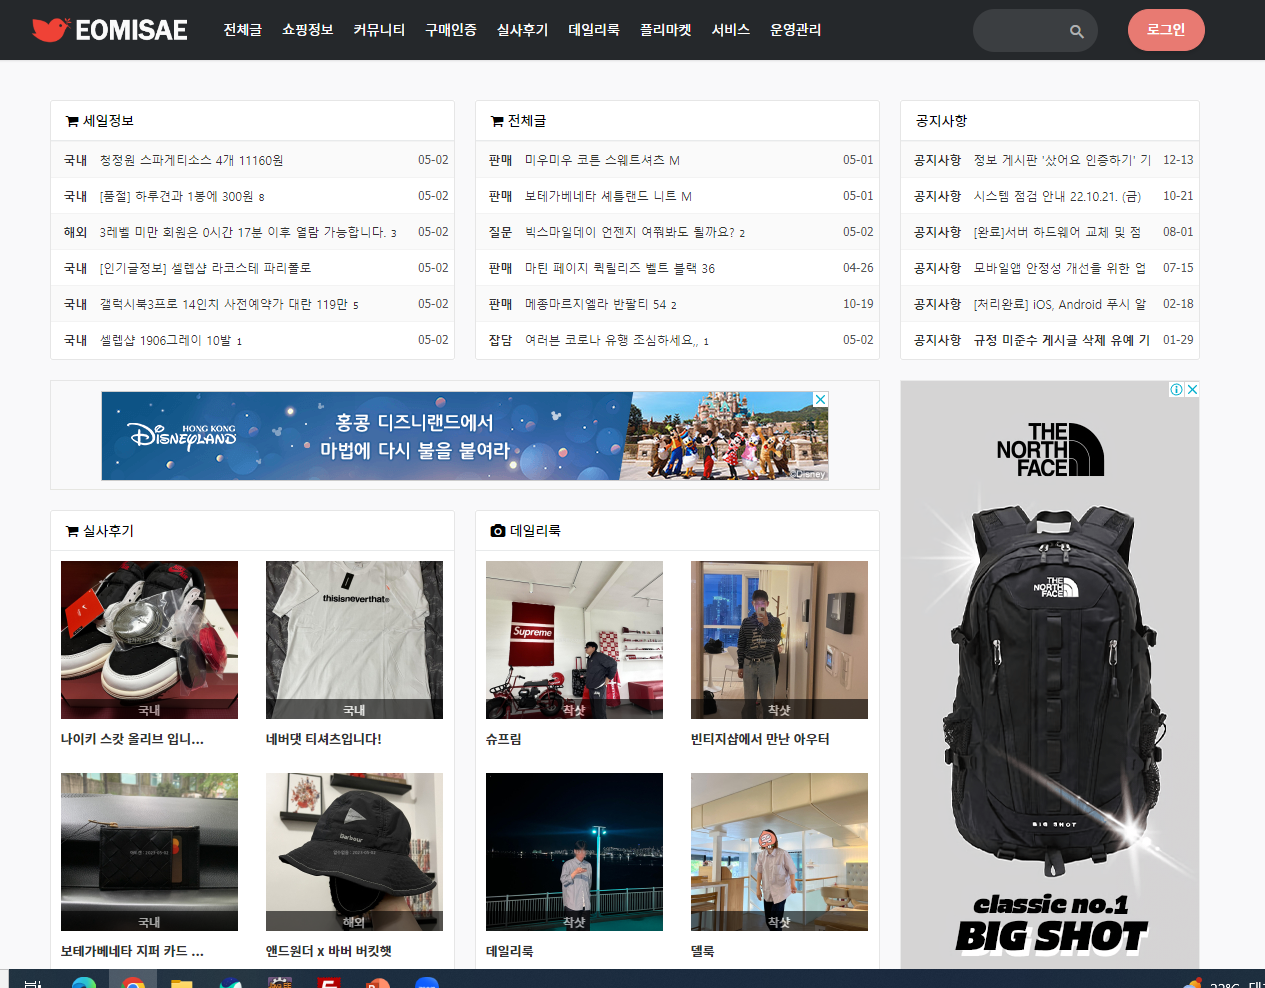 EOMISAE 전체글 쇼핑정보 커뮤니티 구매인증 실사후기 데일리룩 플리마켓 서비스 운영관리 로그인
세일정보
국내 청정원 스파게티소스 4개 11160원 05-02
국내 [품절] 하루견과 1봉에 300원 8 05-02
해외 3레벨 미만 회원은 0시간 17분 이후 열람 가능합니다. 3 05-02
국내 [인기글정보] 셀렙샵 라코스테 파리폴로 05-02
국내 갤럭시북3프로 14인치 사전예약가 대란 119만 5 05-02
국내 셀렙샵 1906그레이 10발 1 05-02
전체글
판매 미우미우 코튼 스웨트셔츠 M 05-01
판매 보테가베네타 셰틀랜드 니트 M 05-01
질문 빅스마일데이 언젠지 여쭤봐도 될까요? 2 05-02
판매 마틴 페이지 퀵릴리즈 벨트 블랙 36 04-26
판매 메종마르지엘라 반팔티 54 2 10-19
잡담 여러분 코로나 유행 조심하세요,, 1 05-02
공지사항
공지사항 정보 게시판 '샀어요 인증하기' 기 12-13
공지사항 시스템 점검 안내 22.10.21. (금) 10-21
공지사항 [완료]서버 하드웨어 교체 및 점 08-01
공지사항 모바일앱 안정성 개선을 위한 업 07-15
공지사항 [처리완료] iOS, Android 푸시 알 02-18
공지사항 규정 미준수 게시글 삭제 유예 기 01-29
HONG KONG
DISNEYLAND
홍콩 디즈니랜드에서
마법에 다시 불을 붙여라
©Disney
실사후기
thisisneverthat®
국내
국내
나이키 스캇 올리브 입니...
네버댓 티셔츠입니다!
Barbour
국내
해외
보테가베네타 지퍼 카드 ...
앤드원더 x 바버 버킷햇
데일리룩
Supreme
착샷
착샷
슈프림
빈티지샵에서 만난 아우터
착샷
착샷
데일리룩
델룩
THE
NORTH
FACE
THE
NORTH
FACE
BIG SHOT
classic no.1
BIG SHOT
22°C